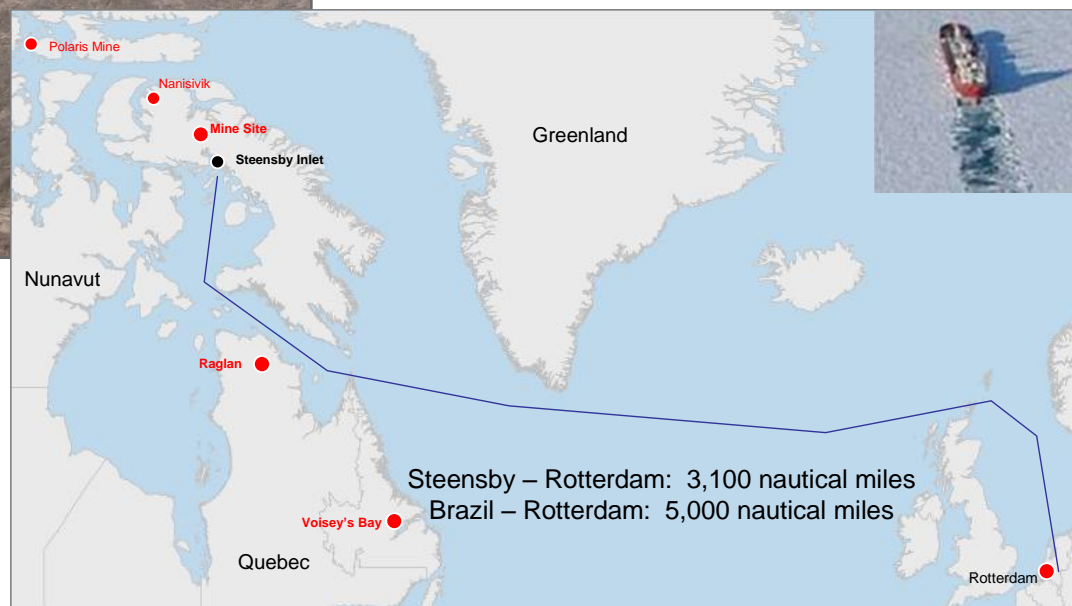 Polaris Mine
Nanisivik
Mine Site
Greenland
Steensby Inlet
Nunavut
Raglan
Steensby – Rotterdam:  3,100 nautical miles
Brazil – Rotterdam:  5,000 nautical miles
Voisey's Bay
Quebec
Rotterdam